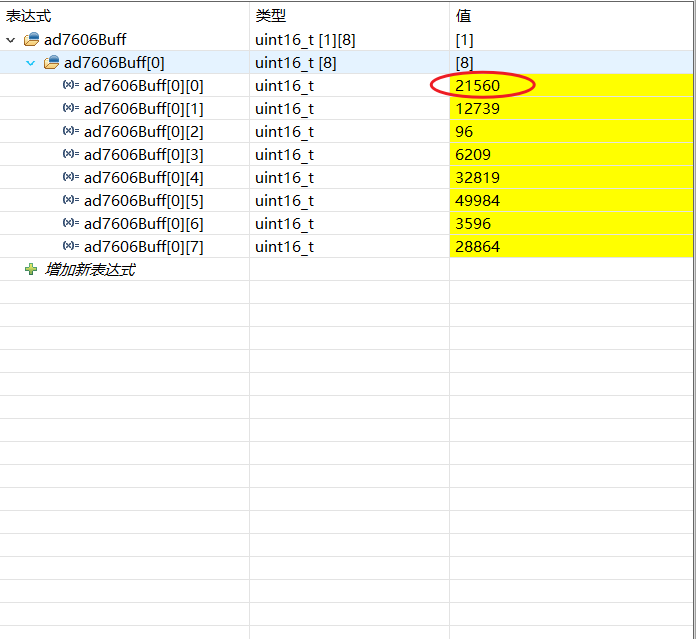 表达式 类型 值
ad7606Buff uint16_t [1][8] [1]
ad7606Buff[0] uint16_t [8] [8]
(x)= ad7606Buff[0][0] uint16_t 21560
(x)= ad7606Buff[0][1] uint16_t 12739
(x)= ad7606Buff[0][2] uint16_t 96
(x)= ad7606Buff[0][3] uint16_t 6209
(x)= ad7606Buff[0][4] uint16_t 32819
(x)= ad7606Buff[0][5] uint16_t 49984
(x)= ad7606Buff[0][6] uint16_t 3596
(x)= ad7606Buff[0][7] uint16_t 28864
增加新表达式